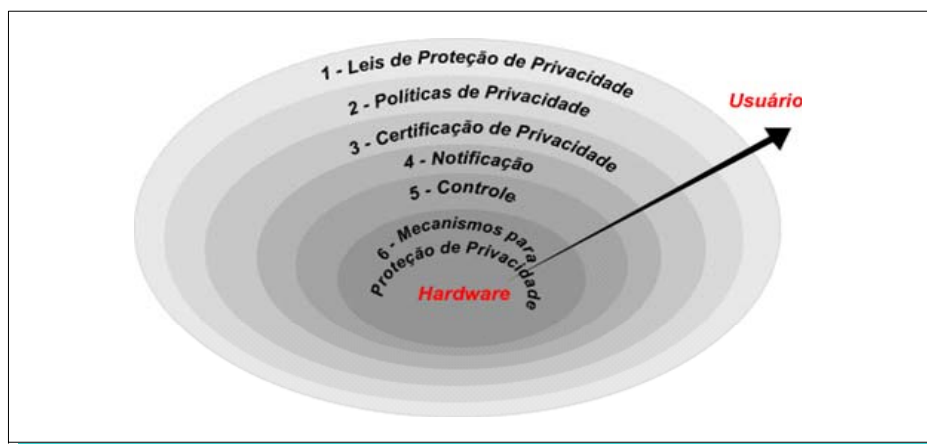 1 - Leis de Proteção de Privacidade
Usuário
2 - Políticas de Privacidade
3 - Certificação de Privacidade
4 - Notificação
5 - Controle
6 - Mecanismos para
Proteção de Privacidade
Hardware